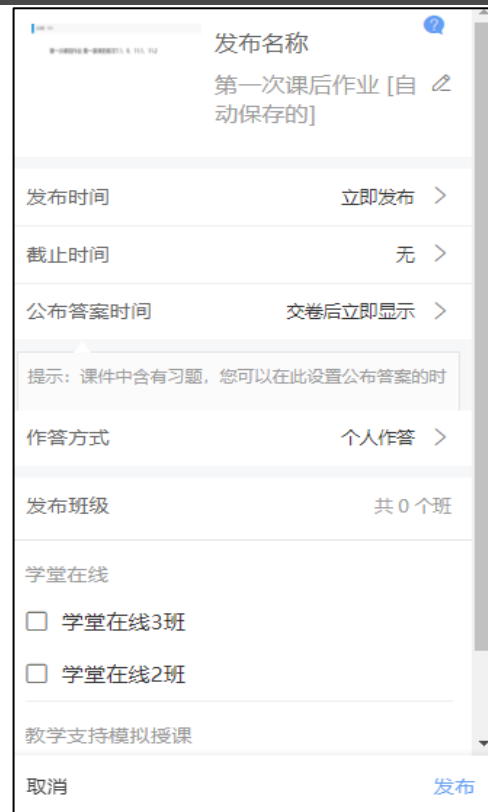 发布名称
第一次课后作业 [自
动保存的]
发布时间 立即发布
截止时间 无
公布答案时间 交卷后立即显示
提示：课件中含有习题，您可以在此设置公布答案的时
作答方式 个人作答
发布班级 共 0 个班
学堂在线
学堂在线3班
学堂在线2班
教学支持模拟授课
取消 发布